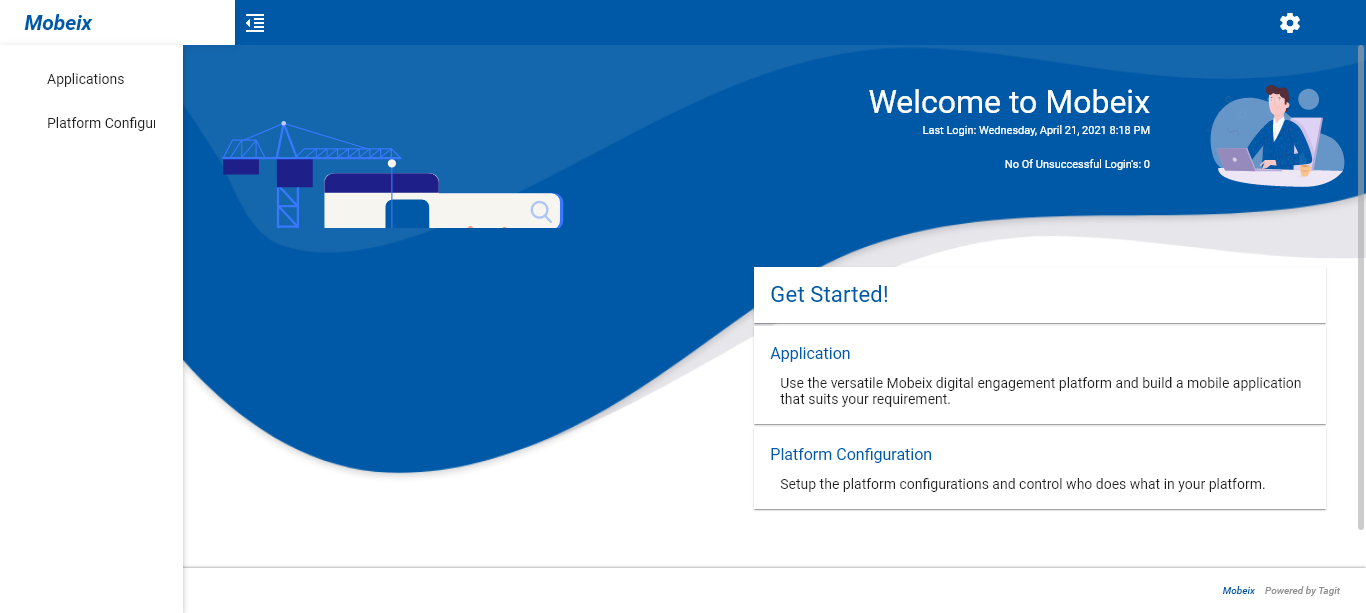 Mobeix
Applications
Platform Configur
Welcome to Mobeix
Last Login: Wednesday, April 21, 2021 8:18 PM
No Of Unsuccessful Login's: 0
Get Started!
Application
Use the versatile Mobeix digital engagement platform and build a mobile application
that suits your requirement.
Platform Configuration
Setup the platform configurations and control who does what in your platform.
Mobeix Powered by Tagit